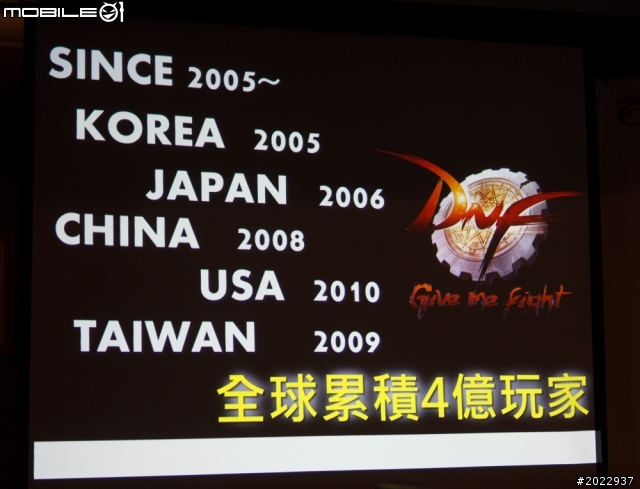 MOBILE01
SINCE 2005~
KOREA 2005
JAPAN 2006
CHINA 2008
USA 2010
TAIWAN 2009
DNF
Give me fight
全球累積4億玩家
#2022937